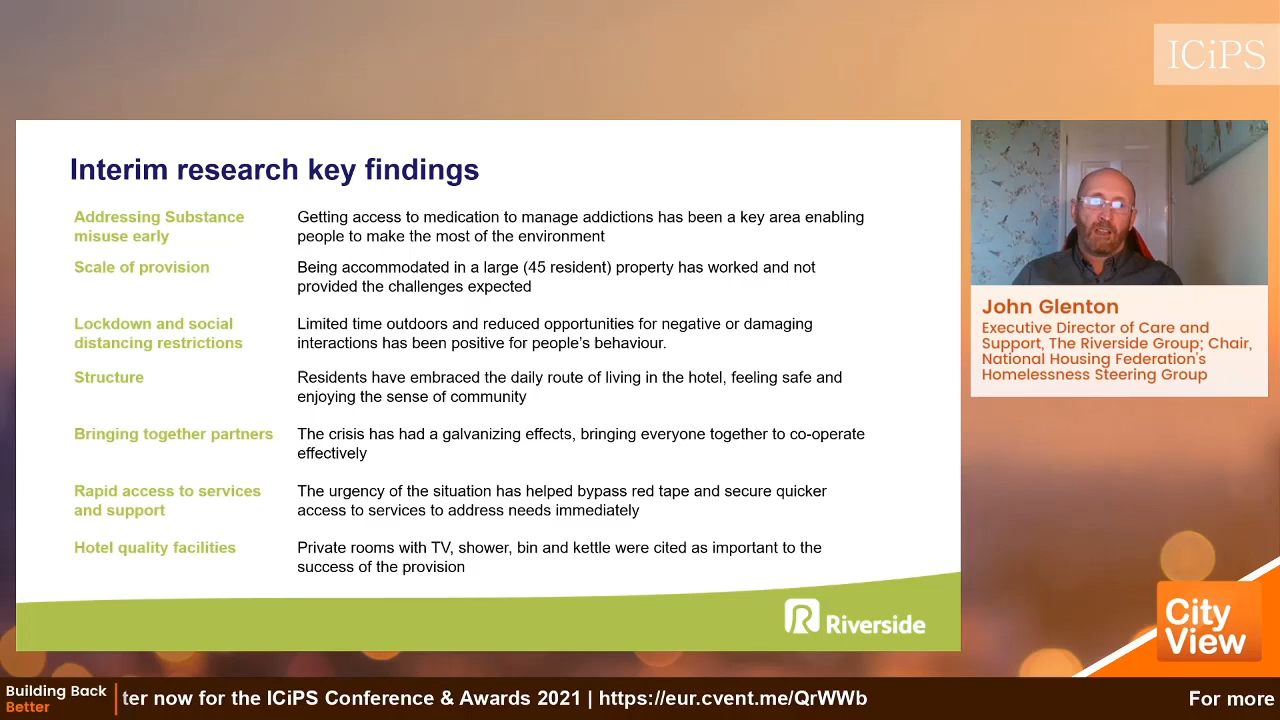 ICiPS
Interim research key findings
Addressing Substance
misuse early
Getting access to medication to manage addictions has been a key area enabling
people to make the most of the environment
Scale of provision
Being accommodated in a large (45 resident) property has worked and not
provided the challenges expected
Lockdown and social
distancing restrictions
Limited time outdoors and reduced opportunities for negative or damaging
interactions has been positive for people's behaviour.
Structure
Residents have embraced the daily route of living in the hotel, feeling safe and
enjoying the sense of community
Bringing together partners
The crisis has had a galvanizing effects, bringing everyone together to co-operate
effectively
Rapid access to services
and support
The urgency of the situation has helped bypass red tape and secure quicker
access to services to address needs immediately
Hotel quality facilities
Private rooms with TV, shower, bin and kettle were cited as important to the
success of the provision
Riverside
John Glenton
Executive Director of Care and
Support, The Riverside Group; Chair,
National Housing Federation's
Homelessness Steering Group
City
View
Building Back
Better
ter now for the ICiPS Conference & Awards 2021 | https://eur.cvent.me/QrWWb
For more